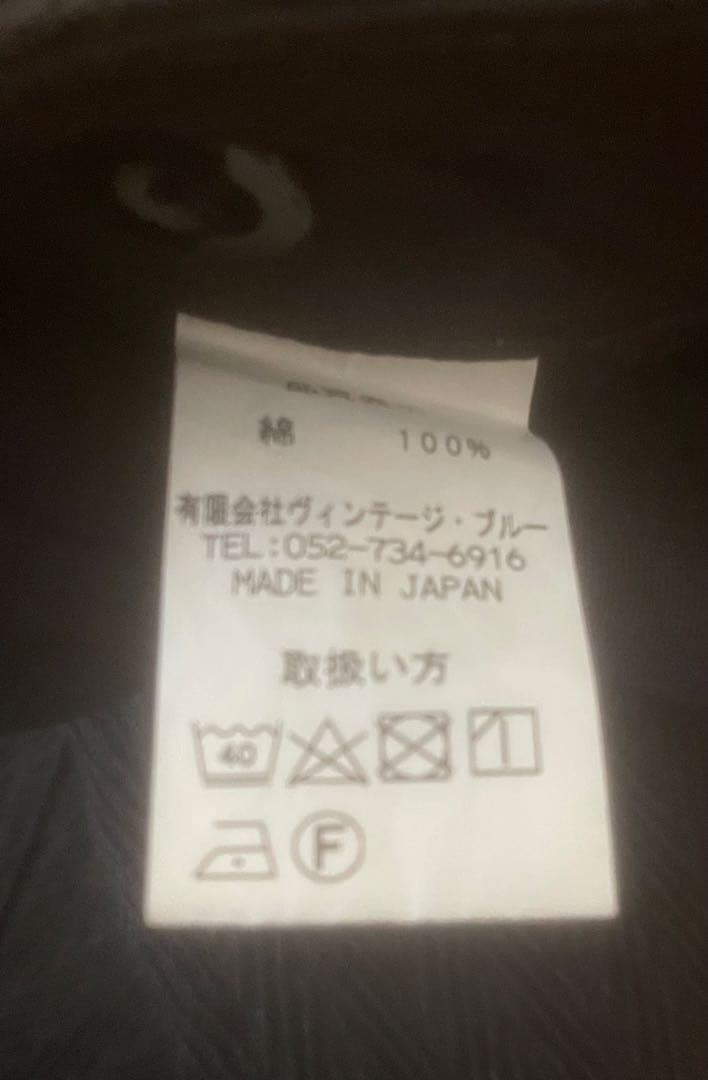 綿 100%
有限会社ヴィンテージ・ブルー
TEL:052-734-6916
MADE IN JAPAN
取扱い方
40
F